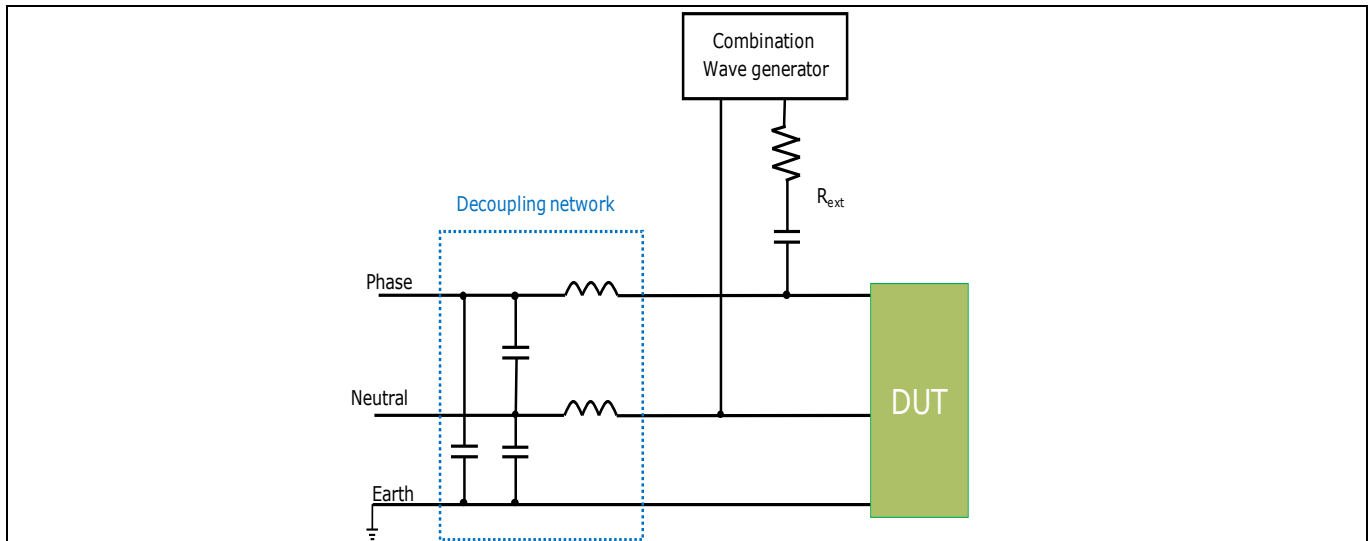 Combination
Wave generator
Rext
Decoupling network
Phase
Neutral
DUT
Earth